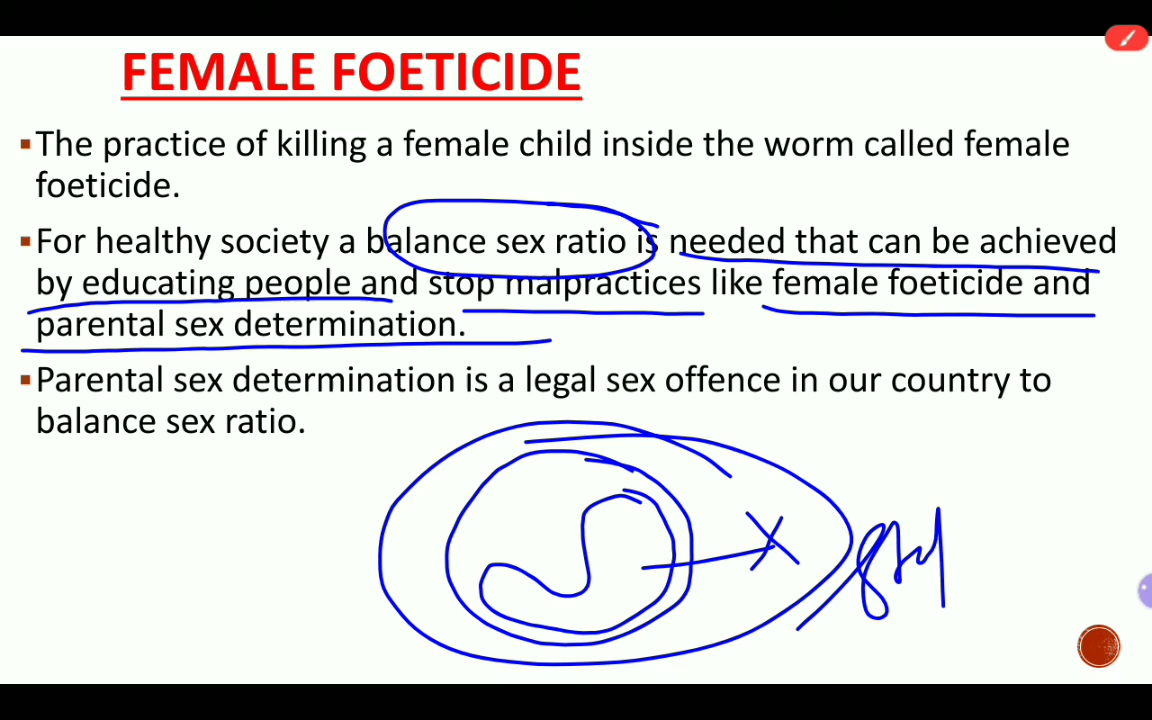 FEMALE FOETICIDE
▪The practice of killing a female child inside the worm called female
foeticide.
▪For healthy society a balance sex ratio is needed that can be achieved
by educating people and stop malpractices like female foeticide and
parental sex determination.
▪Parental sex determination is a legal sex offence in our country to
balance sex ratio.